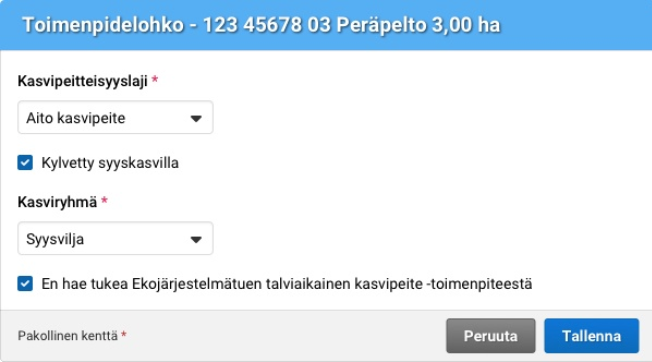 Toimenpidelohko - 123 45678 03 Peräpelto 3,00 ha
Kasvipeitteisyyslaji *
Aito kasvipeite
Kylvetty syyskasvilla
Kasviryhmä *
Syysvilja
En hae tukea Ekojärjestelmätuen talviaikainen kasvipeite -toimenpiteestä
Pakollinen kenttä *
Peruuta
Tallenna